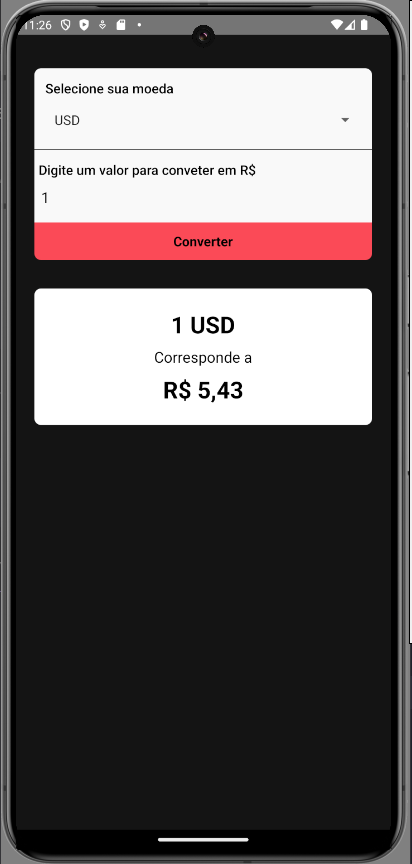 11:26
Selecione sua moeda
USD
Digite um valor para conveter em R$
1
Converter
1 USD
Corresponde a
R$ 5,43